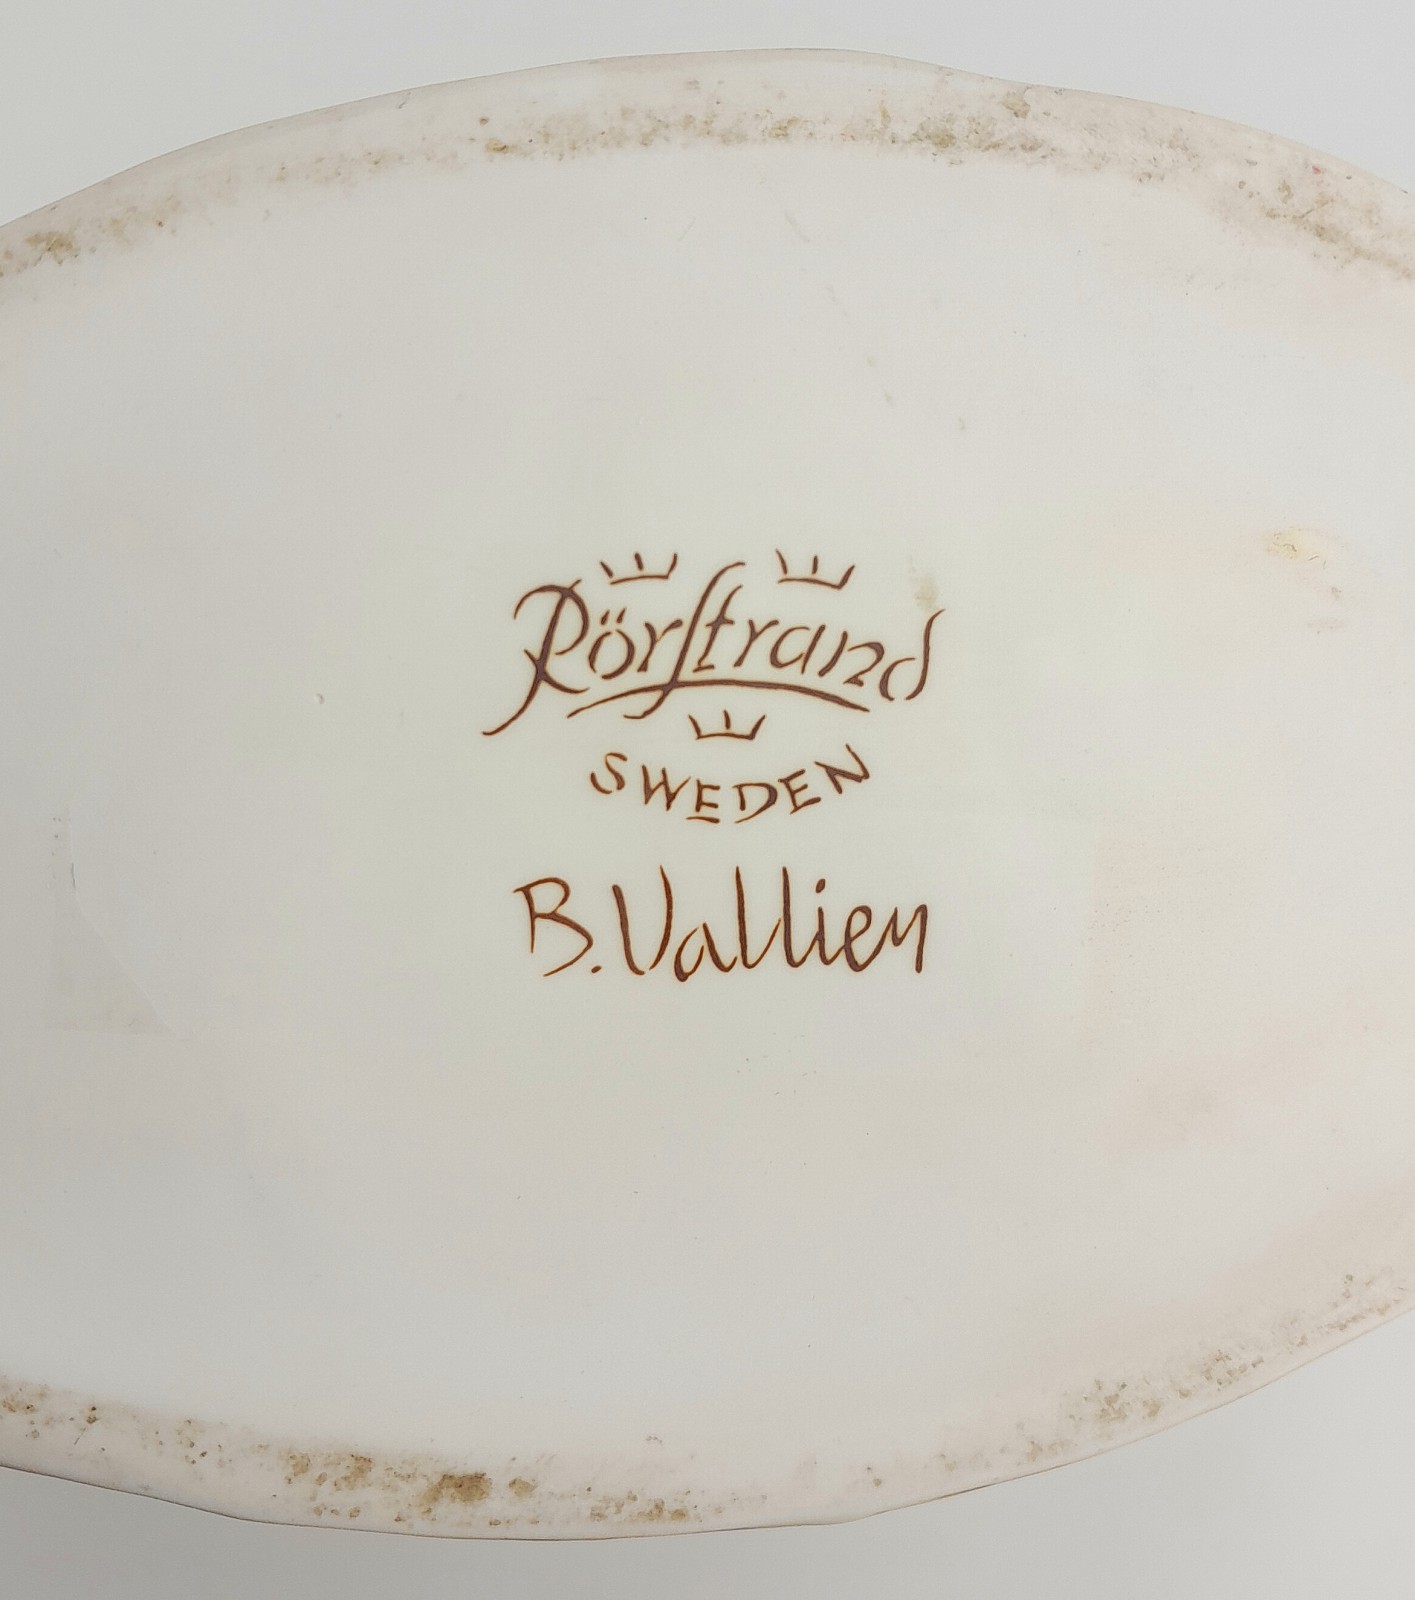 Rörstrand
SWEDEN
B. Vallien